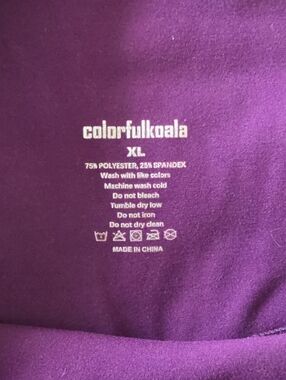 colorfulkoala
XL
75% POLYESTER, 25% SPANDEX
Wash with like colors
Machine wash cold
Do not bleach
Tumble dry low
Do not iron
Do not dry clean
MADE IN CHINA